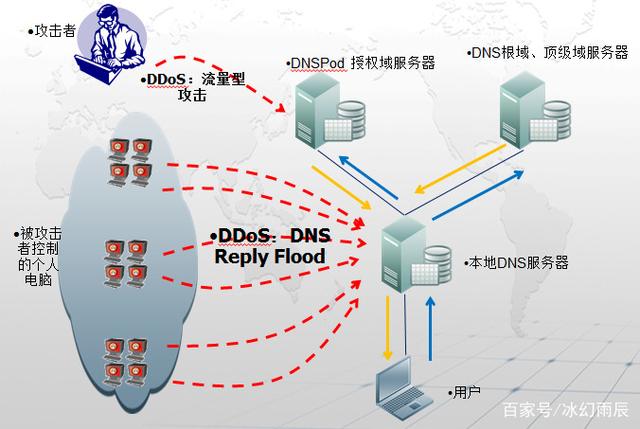 •攻击者
•DDoS：流量型
攻击
•DNSPod 授权域服务器
•DNS根域、顶级域服务器
•被攻击
者控制
的个人
电脑
•DDoS：DNS
Reply Flood
•本地DNS服务器
•用户
百家号/冰幻雨辰